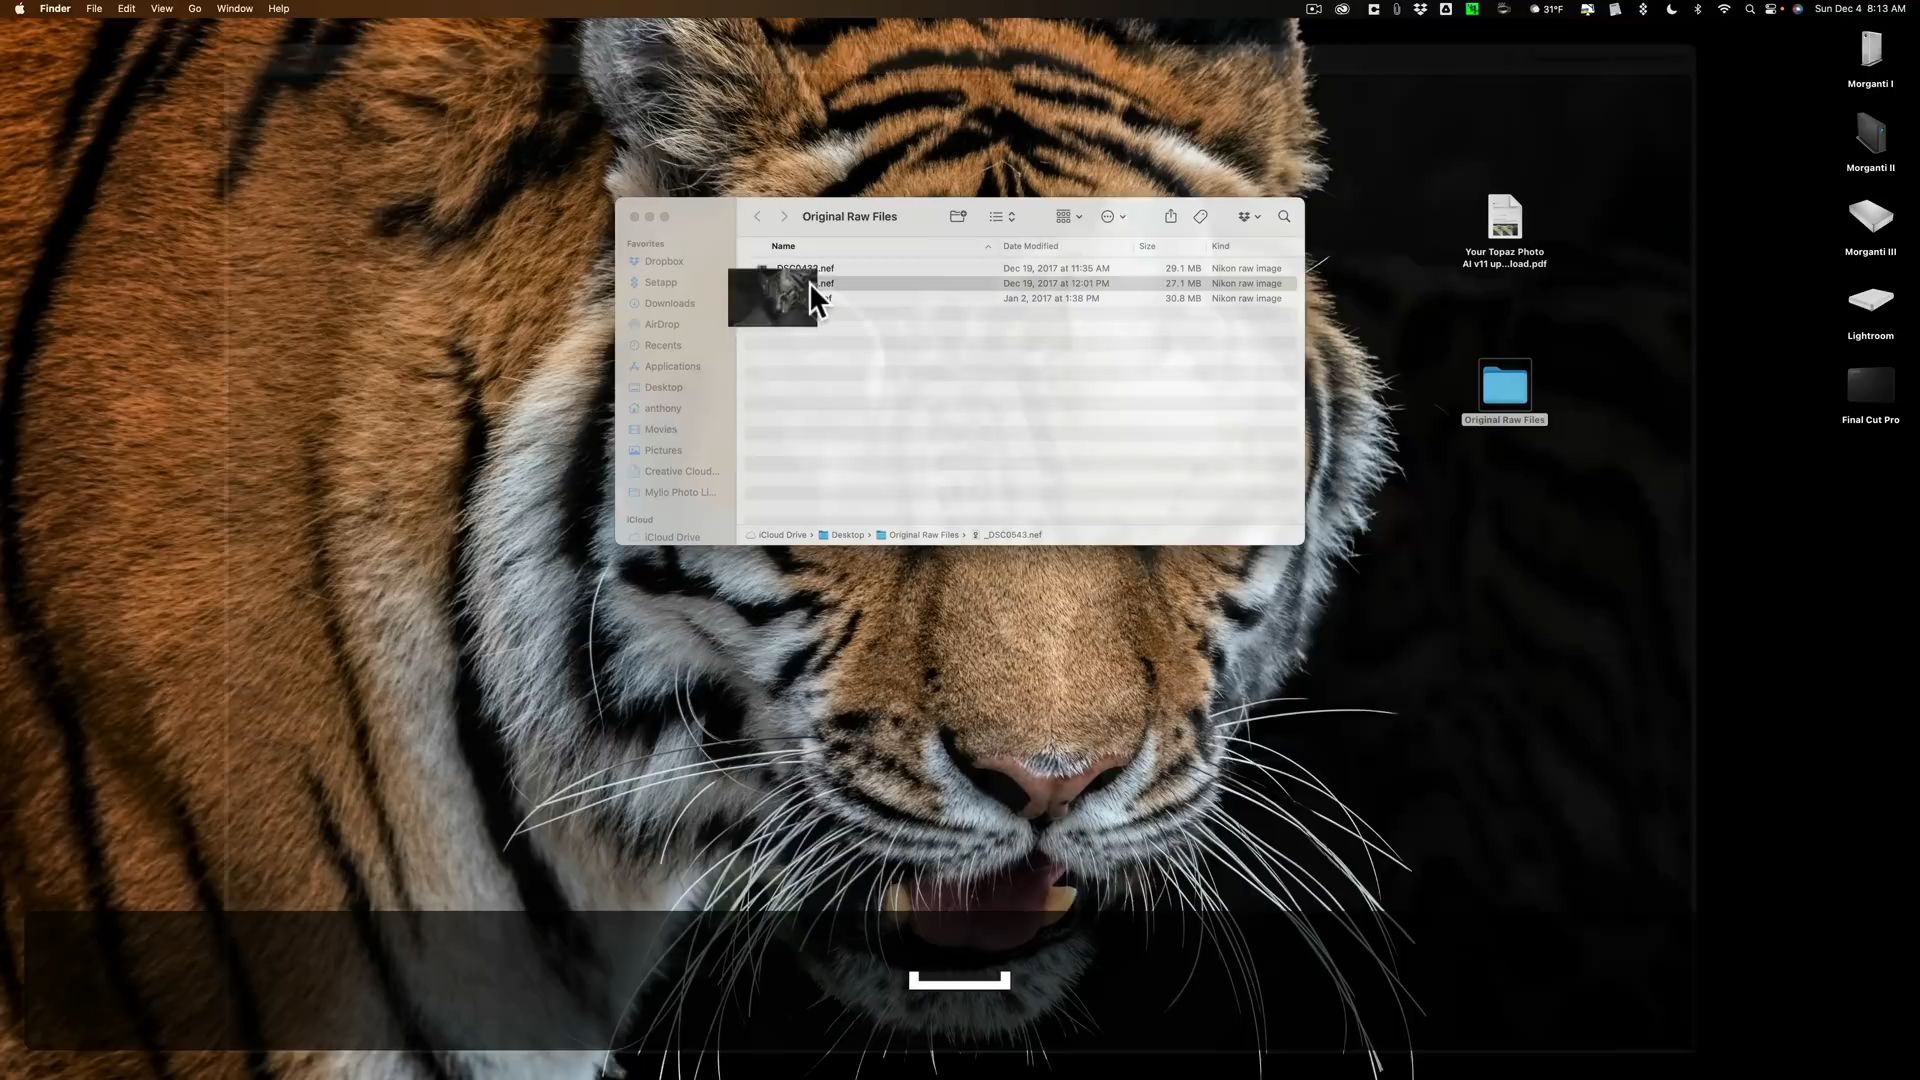 Finder File Edit View Go Window Help
31°F
Sun Dec 4 8:13 AM
Morganti I
Morganti II
Morganti III
Lightroom
Final Cut Pro
Your Topaz Photo
AI v11 up...load.pdf
Original Raw Files
Original Raw Files
Name Date Modified Size Kind
_DSC0432.nef Dec 19, 2017 at 11:35 AM 29.1 MB Nikon raw image
.nef Dec 19, 2017 at 12:01 PM 27.1 MB Nikon raw image
Jan 2, 2017 at 1:38 PM 30.8 MB Nikon raw image
Favorites
Dropbox
Setapp
Downloads
AirDrop
Recents
Applications
Desktop
anthony
Movies
Pictures
Creative Cloud...
Mylio Photo Li...
iCloud
iCloud Drive
iCloud Drive › Desktop › Original Raw Files › _DSC0543.nef